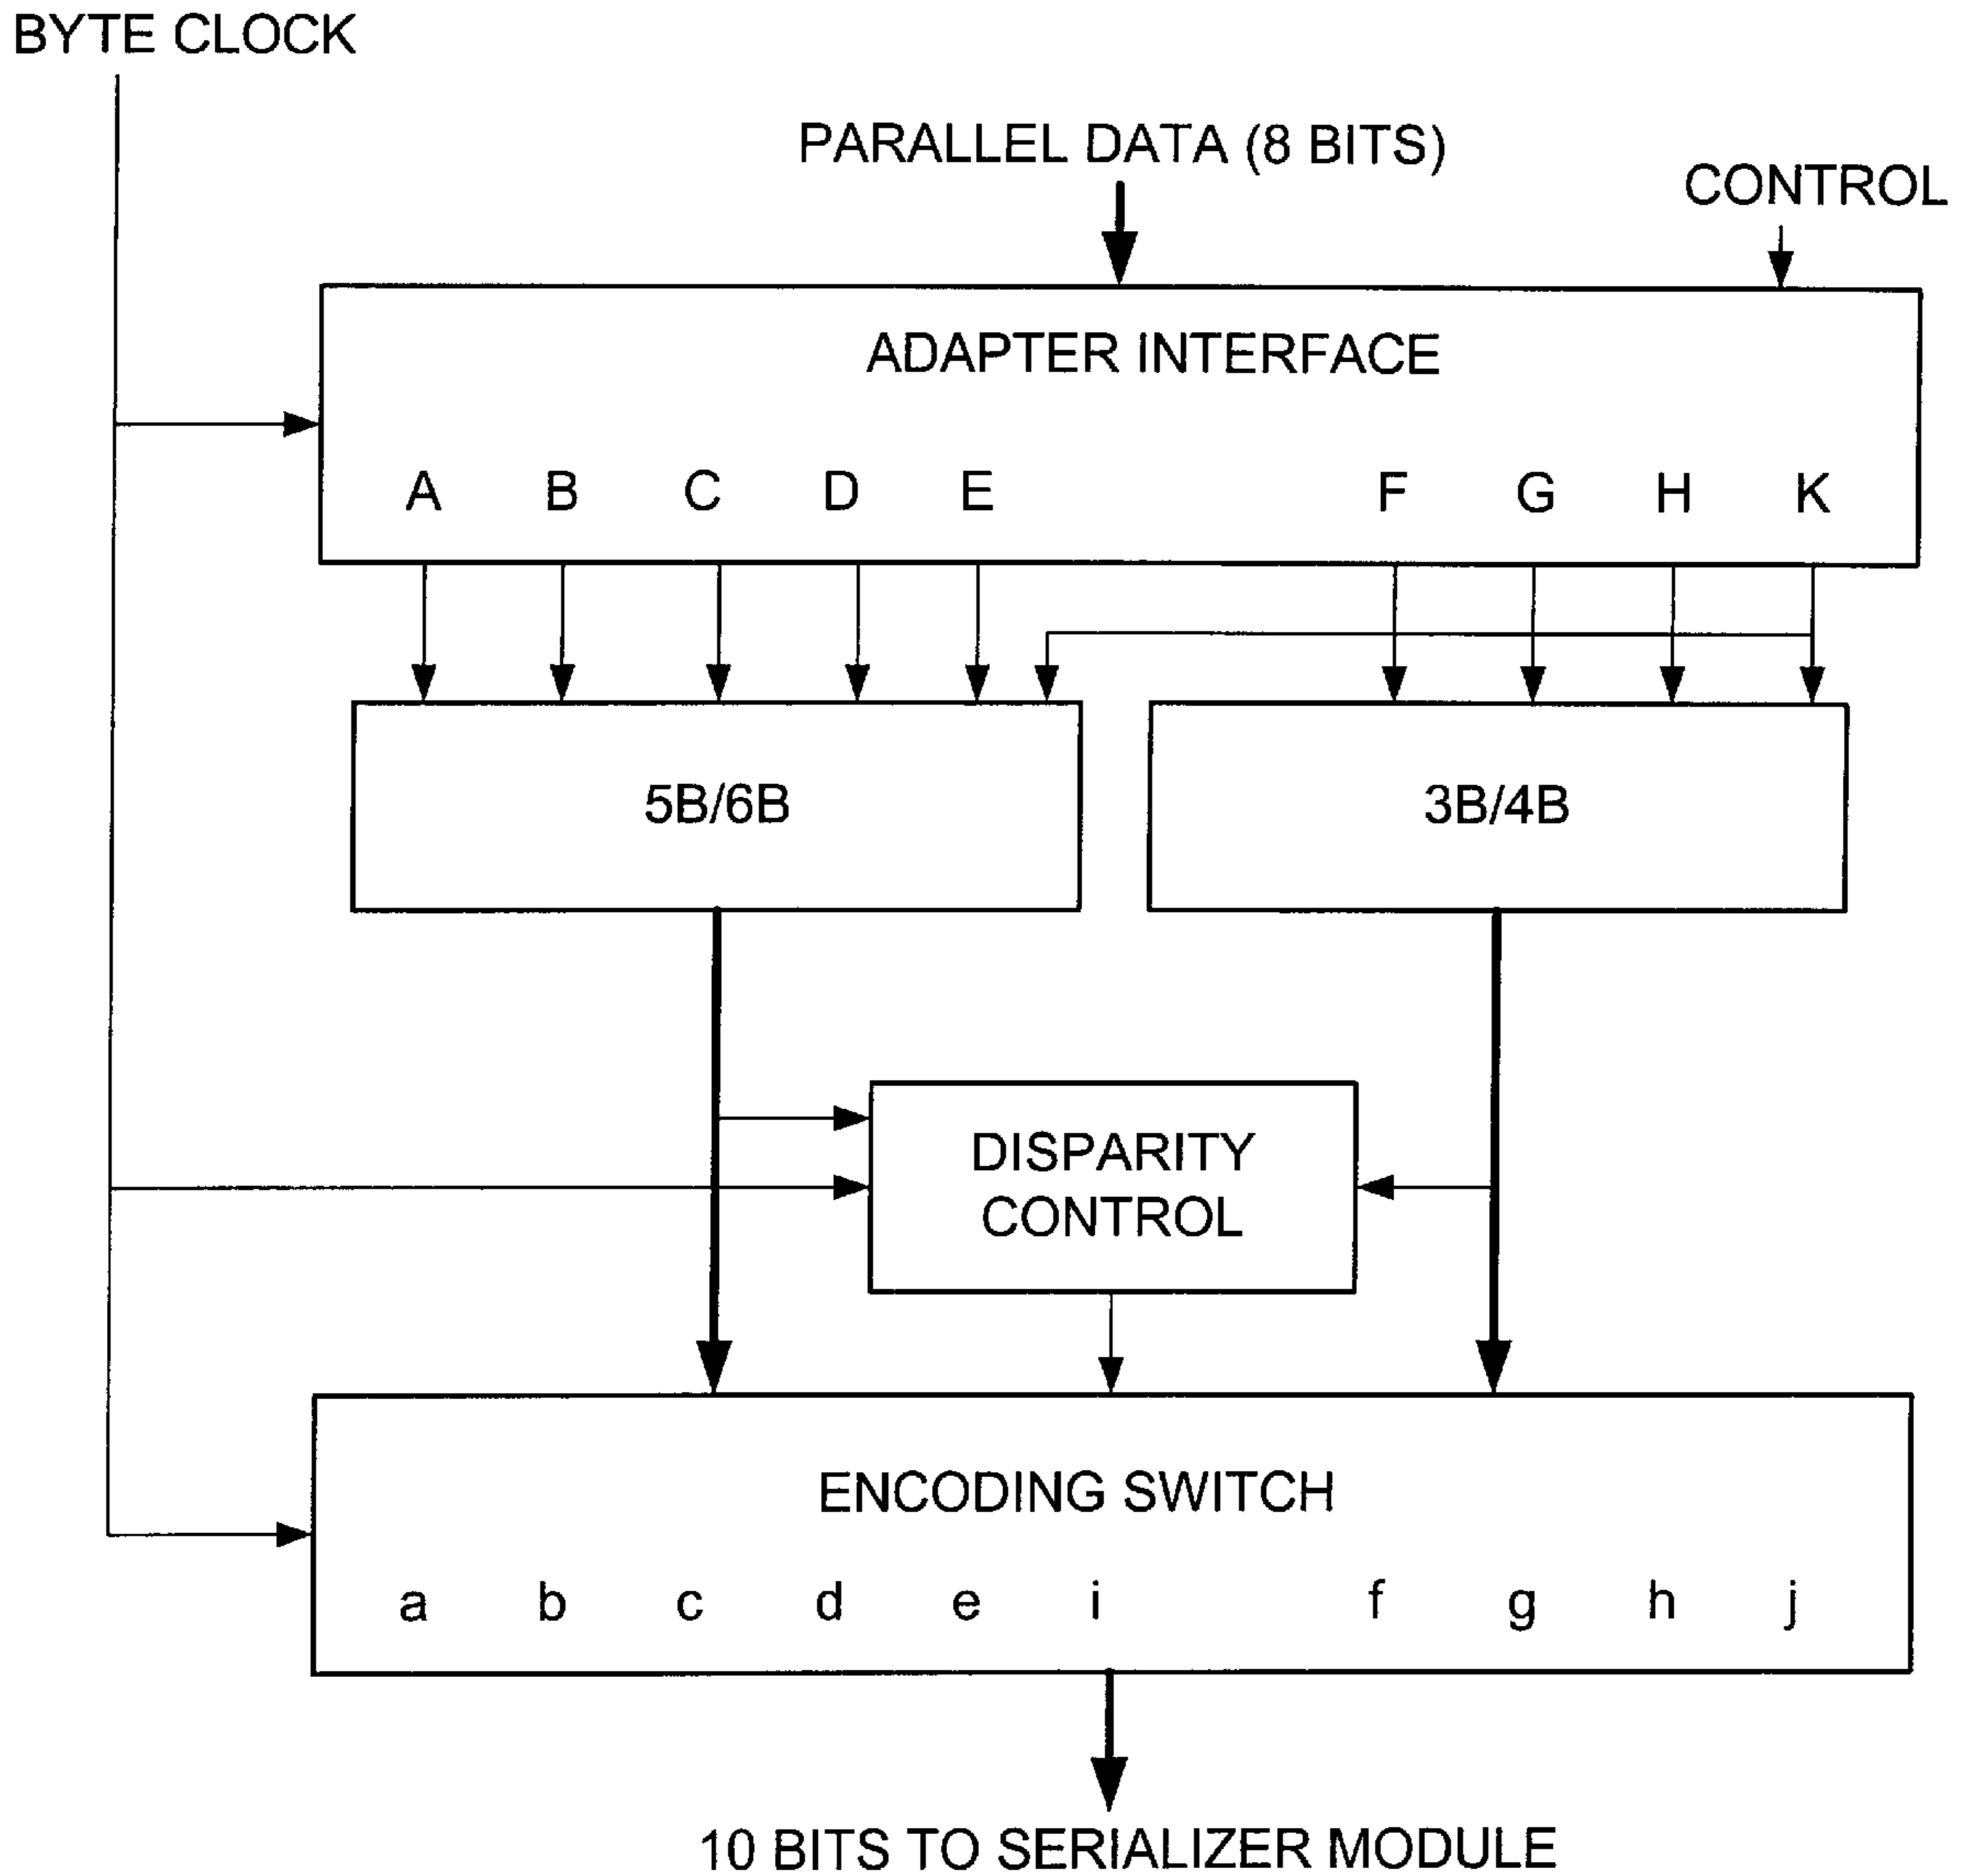 BYTE CLOCK
PARALLEL DATA (8 BITS)
CONTROL
ADAPTER INTERFACE
A B C D E F G H K
5B/6B 3B/4B
DISPARITY
CONTROL
ENCODING SWITCH
a b c d e i f g h j
10 BITS TO SERIALIZER MODULE